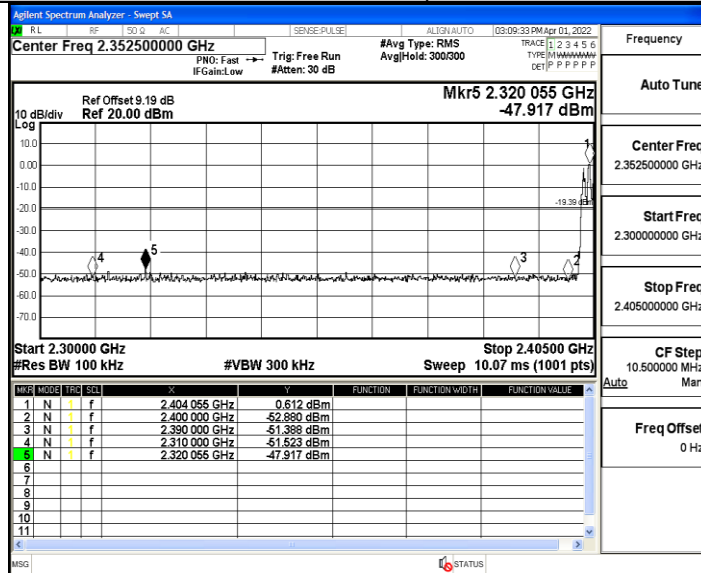 Agilent Spectrum Analyzer - Swept SA
RL RF 50 Ω AC SENSE:PULSE ALIGN AUTO 03:09:33 PM Apr 01, 2022
Center Freq 2.352500000 GHz
PNO: Fast
IFGain:Low
Trig: Free Run
#Atten: 30 dB
#Avg Type: RMS
Avg|Hold: 300/300
TRACE 1 2 3 4 5 6
TYPE M W W W W W
DET P P P P P P
Ref Offset 9.19 dB
10 dB/div Ref 20.00 dBm
Log
Mkr5 2.320 055 GHz
-47.917 dBm
10.0
0.00
-10.0
-20.0
-30.0
-40.0
-50.0
-60.0
-70.0
1
-19.39 dBm
4
5
3
2
Start 2.30000 GHz Stop 2.40500 GHz
#Res BW 100 kHz #VBW 300 kHz Sweep 10.07 ms (1001 pts)
MKR MODE TRC SCL X Y FUNCTION FUNCTION WIDTH FUNCTION VALUE
1 N 1 f 2.404 055 GHz 0.612 dBm
2 N 1 f 2.400 000 GHz -52.880 dBm
3 N 1 f 2.390 000 GHz -51.388 dBm
4 N 1 f 2.310 000 GHz -51.523 dBm
5 N 1 f 2.320 055 GHz -47.917 dBm
6
7
8
9
10
11
MSG STATUS
Frequency
Auto Tune
Center Freq
2.352500000 GHz
Start Freq
2.300000000 GHz
Stop Freq
2.405000000 GHz
CF Step
10.500000 MHz
Auto Man
Freq Offset
0 Hz